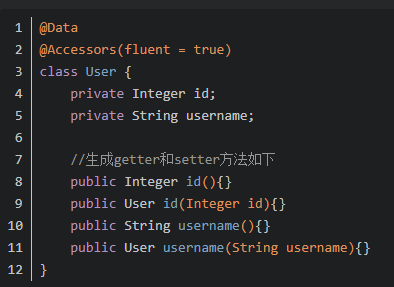 1 @Data
2 @Accessors(fluent = true)
3 class User {
4     private Integer id;
5     private String username;
6
7     //生成getter和setter方法如下
8     public Integer id(){}
9     public User id(Integer id){}
10     public String username(){}
11     public User username(String username){}
12 }